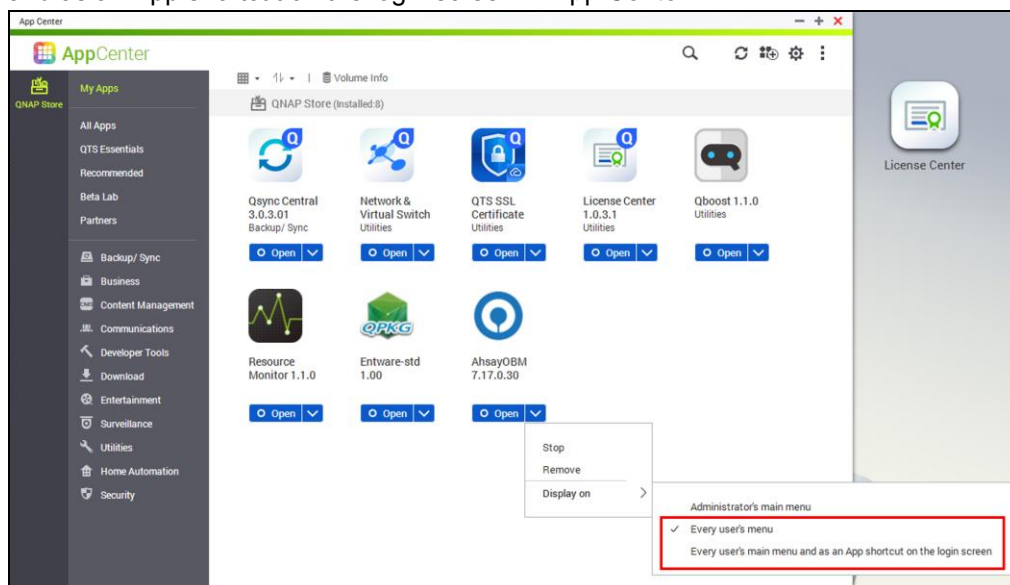 App Center
AppCenter
QNAP Store
My Apps
All Apps
QTS Essentials
Recommended
Beta Lab
Partners
Backup/ Sync
Business
Content Management
Communications
Developer Tools
Download
Entertainment
Surveillance
Utilities
Home Automation
Security
Volume Info
QNAP Store (Installed:8)
Qsync Central
3.0.3.01
Backup/ Sync
Open
Network &
Virtual Switch
Utilities
Open
QTS SSL
Certificate
Utilities
Open
License Center
1.0.3.1
Utilities
Open
Qboost 1.1.0
Utilities
Open
Resource
Monitor 1.1.0
Open
QPKG
Entware-std
1.00
Open
AhsayOBM
7.17.0.30
Open
Stop
Remove
Display on
Administrator's main menu
Every user's menu
Every user's main menu and as an App shortcut on the login screen
License Center